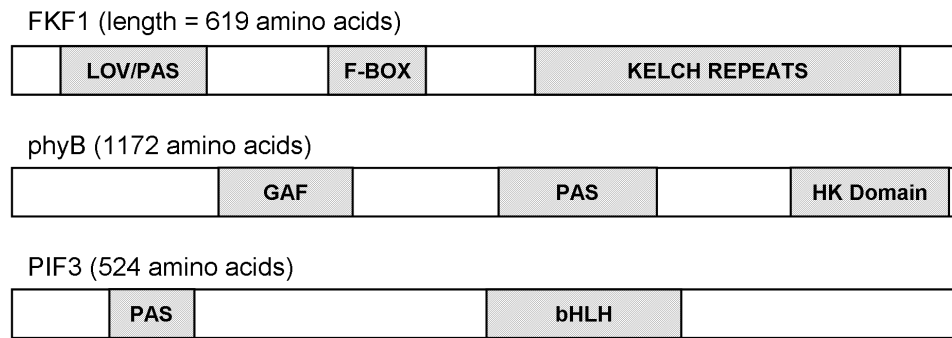 FKF1 (length = 619 amino acids)
LOV/PAS F-BOX KELCH REPEATS
phyB (1172 amino acids)
GAF PAS HK Domain
PIF3 (524 amino acids)
PAS bHLH